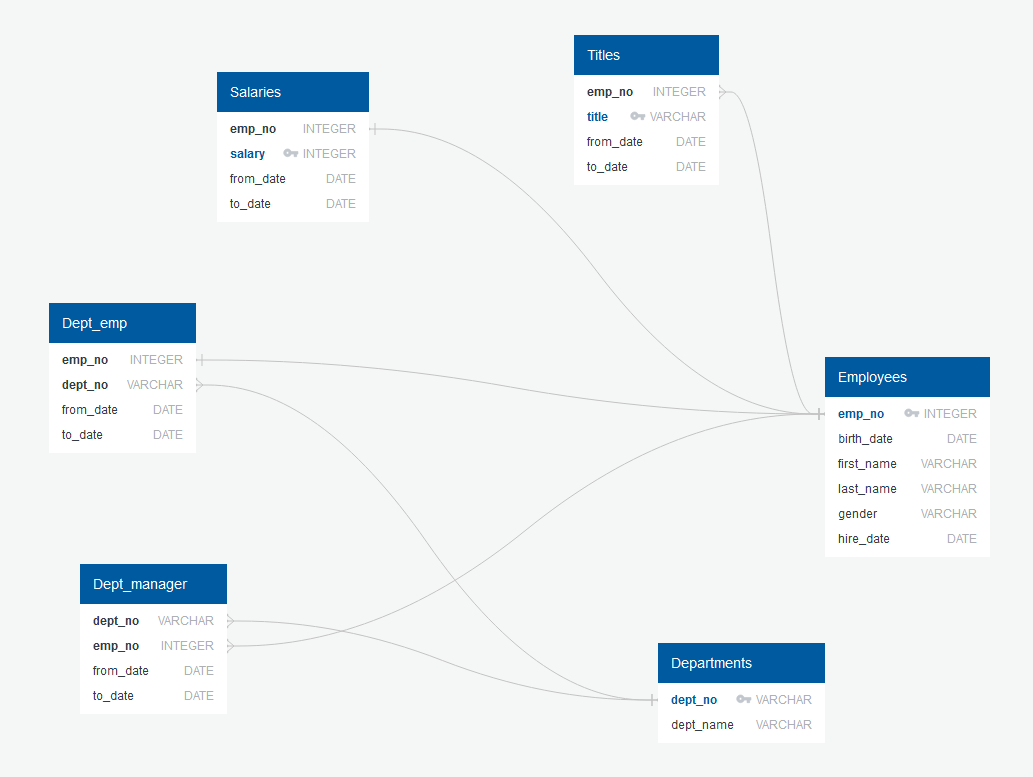 Titles
emp_no INTEGER
title VARCHAR
from_date DATE
to_date DATE
Salaries
emp_no INTEGER
salary INTEGER
from_date DATE
to_date DATE
Dept_emp
emp_no INTEGER
dept_no VARCHAR
from_date DATE
to_date DATE
Employees
emp_no INTEGER
birth_date DATE
first_name VARCHAR
last_name VARCHAR
gender VARCHAR
hire_date DATE
Dept_manager
dept_no VARCHAR
emp_no INTEGER
from_date DATE
to_date DATE
Departments
dept_no VARCHAR
dept_name VARCHAR